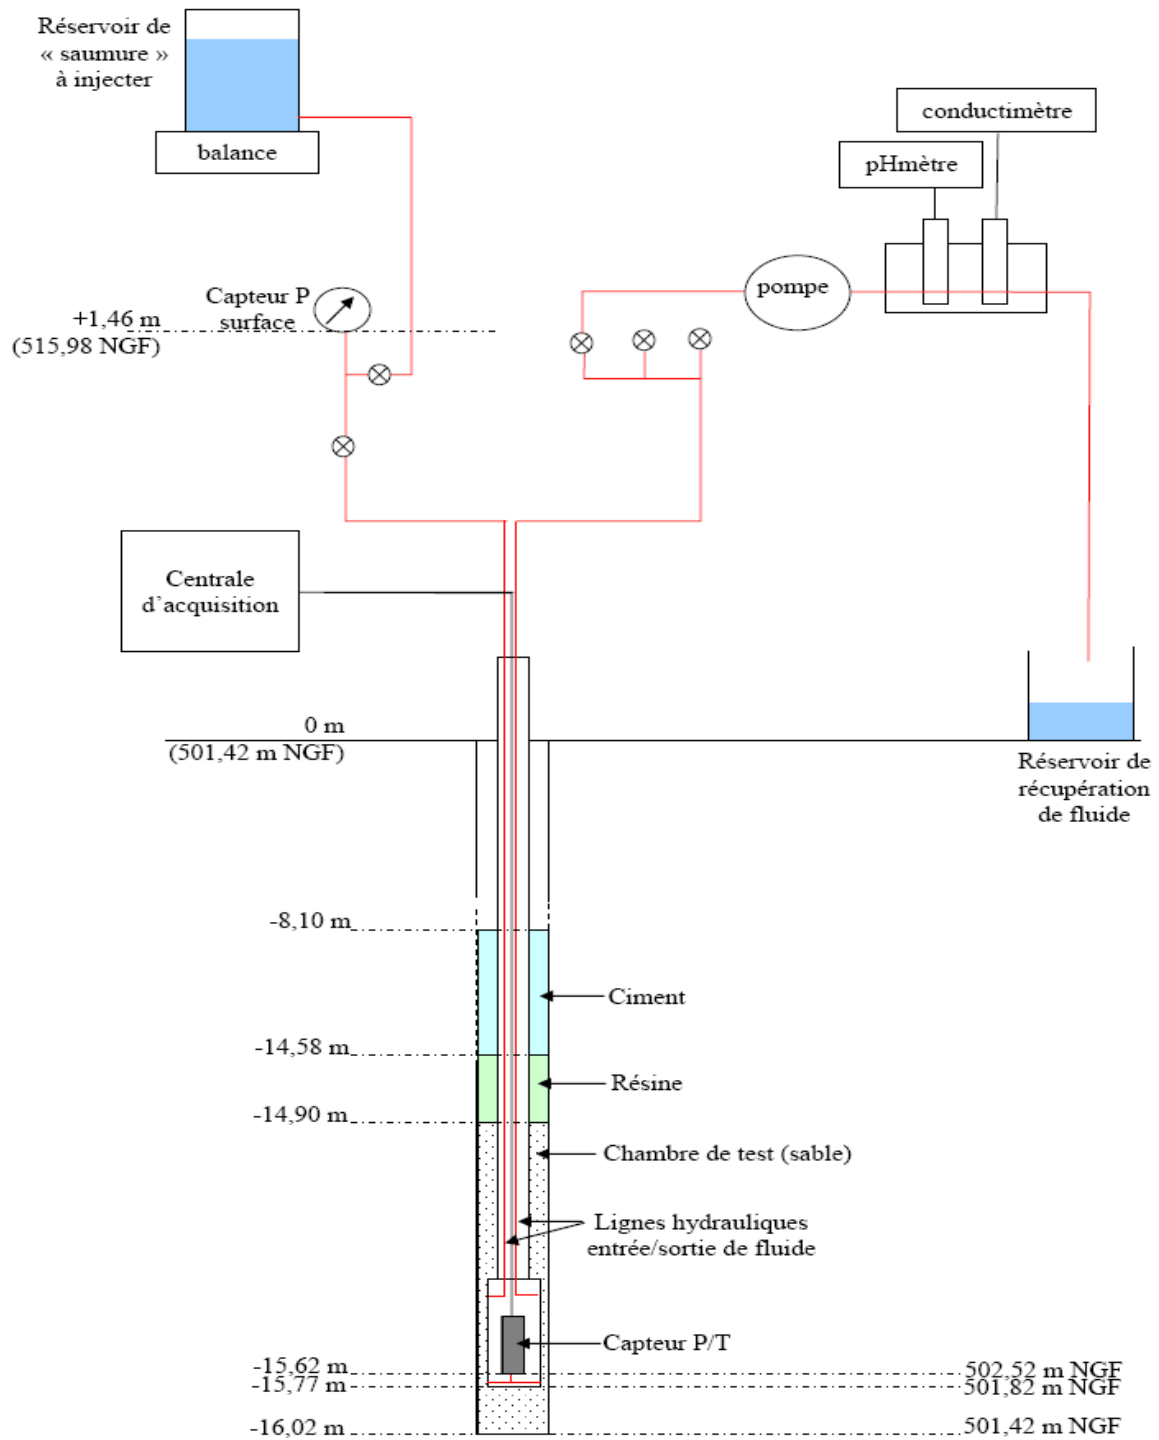 Réservoir de
« saumure »
à injecter
balance
conductimètre
pHmètre
pompe
Capteur P
surface
+1,46 m
(515,98 NGF)
Centrale
d’acquisition
0 m
(501,42 m NGF)
Réservoir de
récupération
de fluide
-8,10 m
Ciment
-14,58 m
Résine
-14,90 m
Chambre de test (sable)
Lignes hydrauliques
entrée/sortie de fluide
Capteur P/T
-15,62 m
502,52 m NGF
-15,77 m
501,82 m NGF
-16,02 m
501,42 m NGF